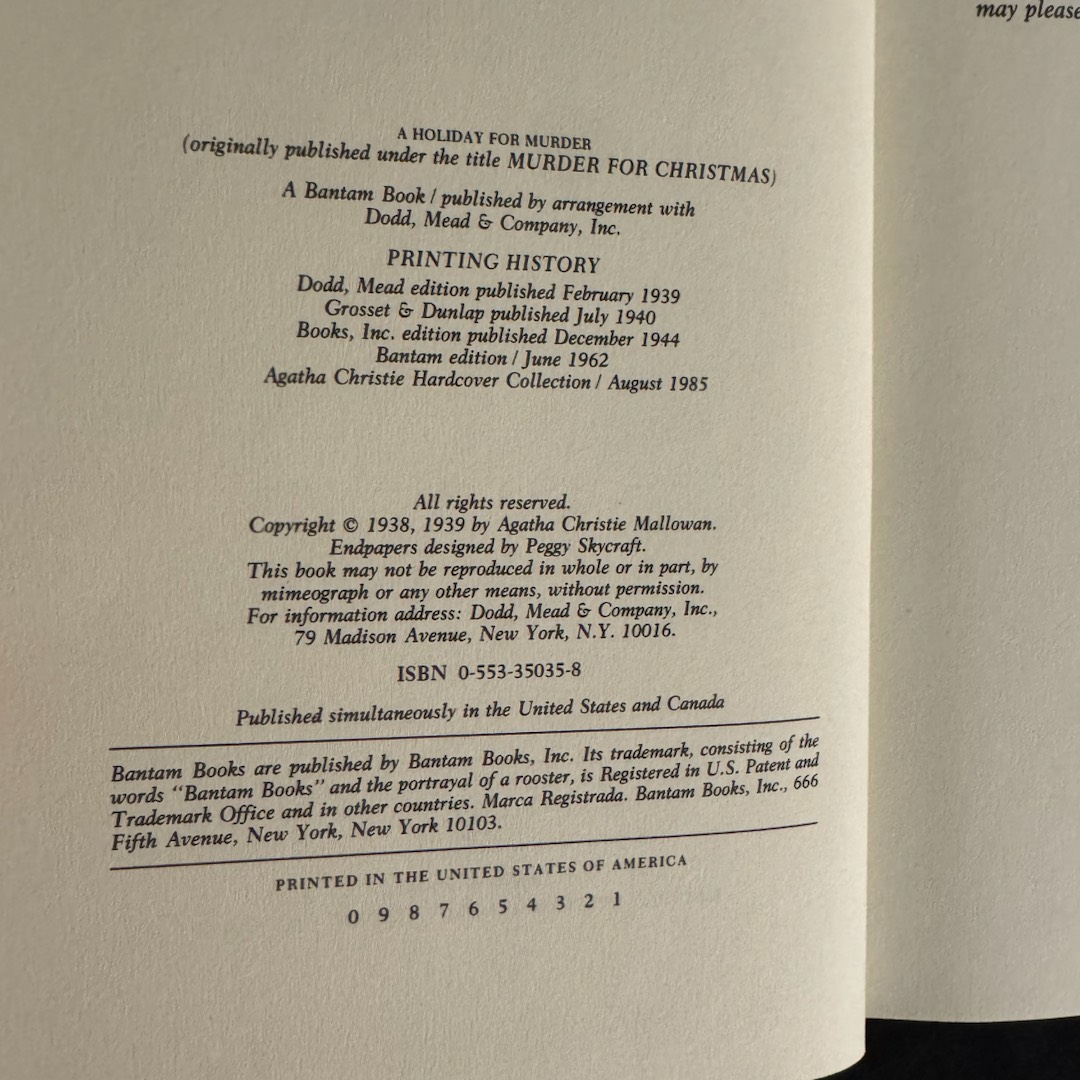 may please
A HOLIDAY FOR MURDER
(originally published under the title MURDER FOR CHRISTMAS)
A Bantam Book / published by arrangement with
Dodd, Mead & Company, Inc.
PRINTING HISTORY
Dodd, Mead edition published February 1939
Grosset & Dunlap published July 1940
Books, Inc. edition published December 1944
Bantam edition / June 1962
Agatha Christie Hardcover Collection / August 1985
All rights reserved.
Copyright © 1938, 1939 by Agatha Christie Mallowan.
Endpapers designed by Peggy Skycraft.
This book may not be reproduced in whole or in part, by
mimeograph or any other means, without permission.
For information address: Dodd, Mead & Company, Inc.,
79 Madison Avenue, New York, N.Y. 10016.
ISBN 0-553-35035-8
Published simultaneously in the United States and Canada
Bantam Books are published by Bantam Books, Inc. Its trademark, consisting of the
words “Bantam Books” and the portrayal of a rooster, is Registered in U.S. Patent and
Trademark Office and in other countries. Marca Registrada. Bantam Books, Inc., 666
Fifth Avenue, New York, New York 10103.
PRINTED IN THE UNITED STATES OF AMERICA
0 9 8 7 6 5 4 3 2 1